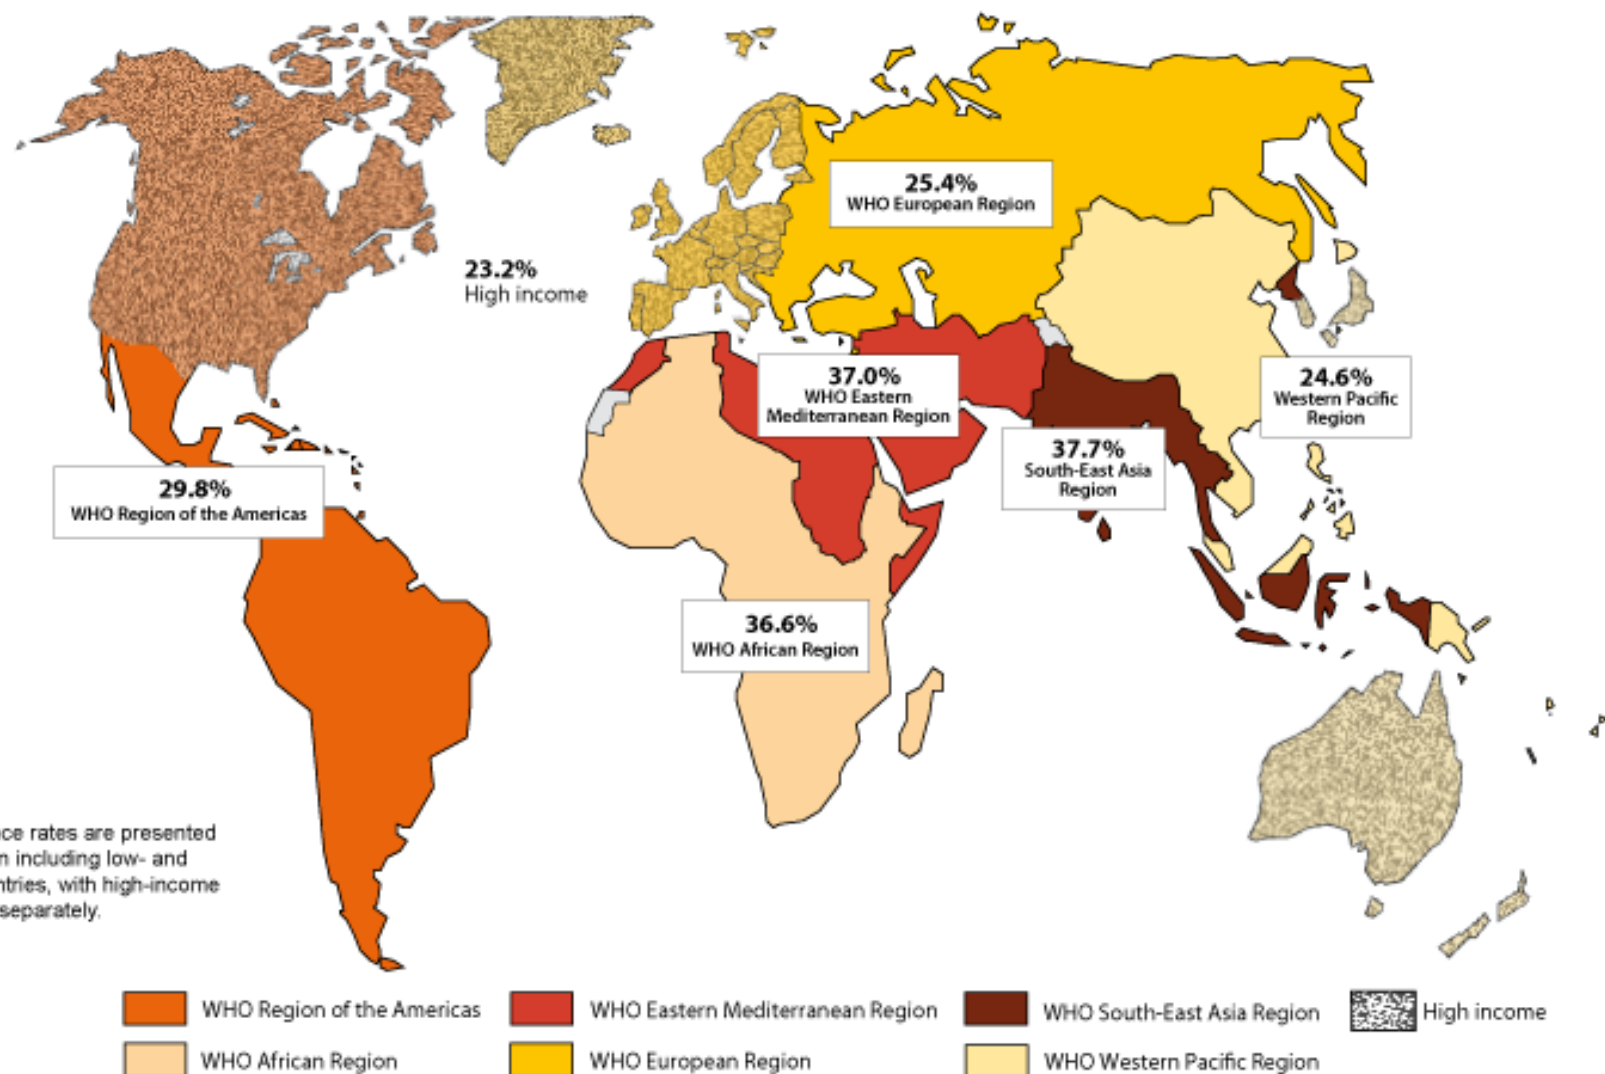 25.4%
WHO European Region
23.2%
High income
37.0%
WHO Eastern
Mediterranean Region
24.6%
Western Pacific
Region
37.7%
South-East Asia
Region
29.8%
WHO Region of the Americas
36.6%
WHO African Region
rates are presented
including low- and
with high-income
separately.
WHO Region of the Americas
WHO Eastern Mediterranean Region
WHO South-East Asia Region
High income
WHO African Region
WHO European Region
WHO Western Pacific Region